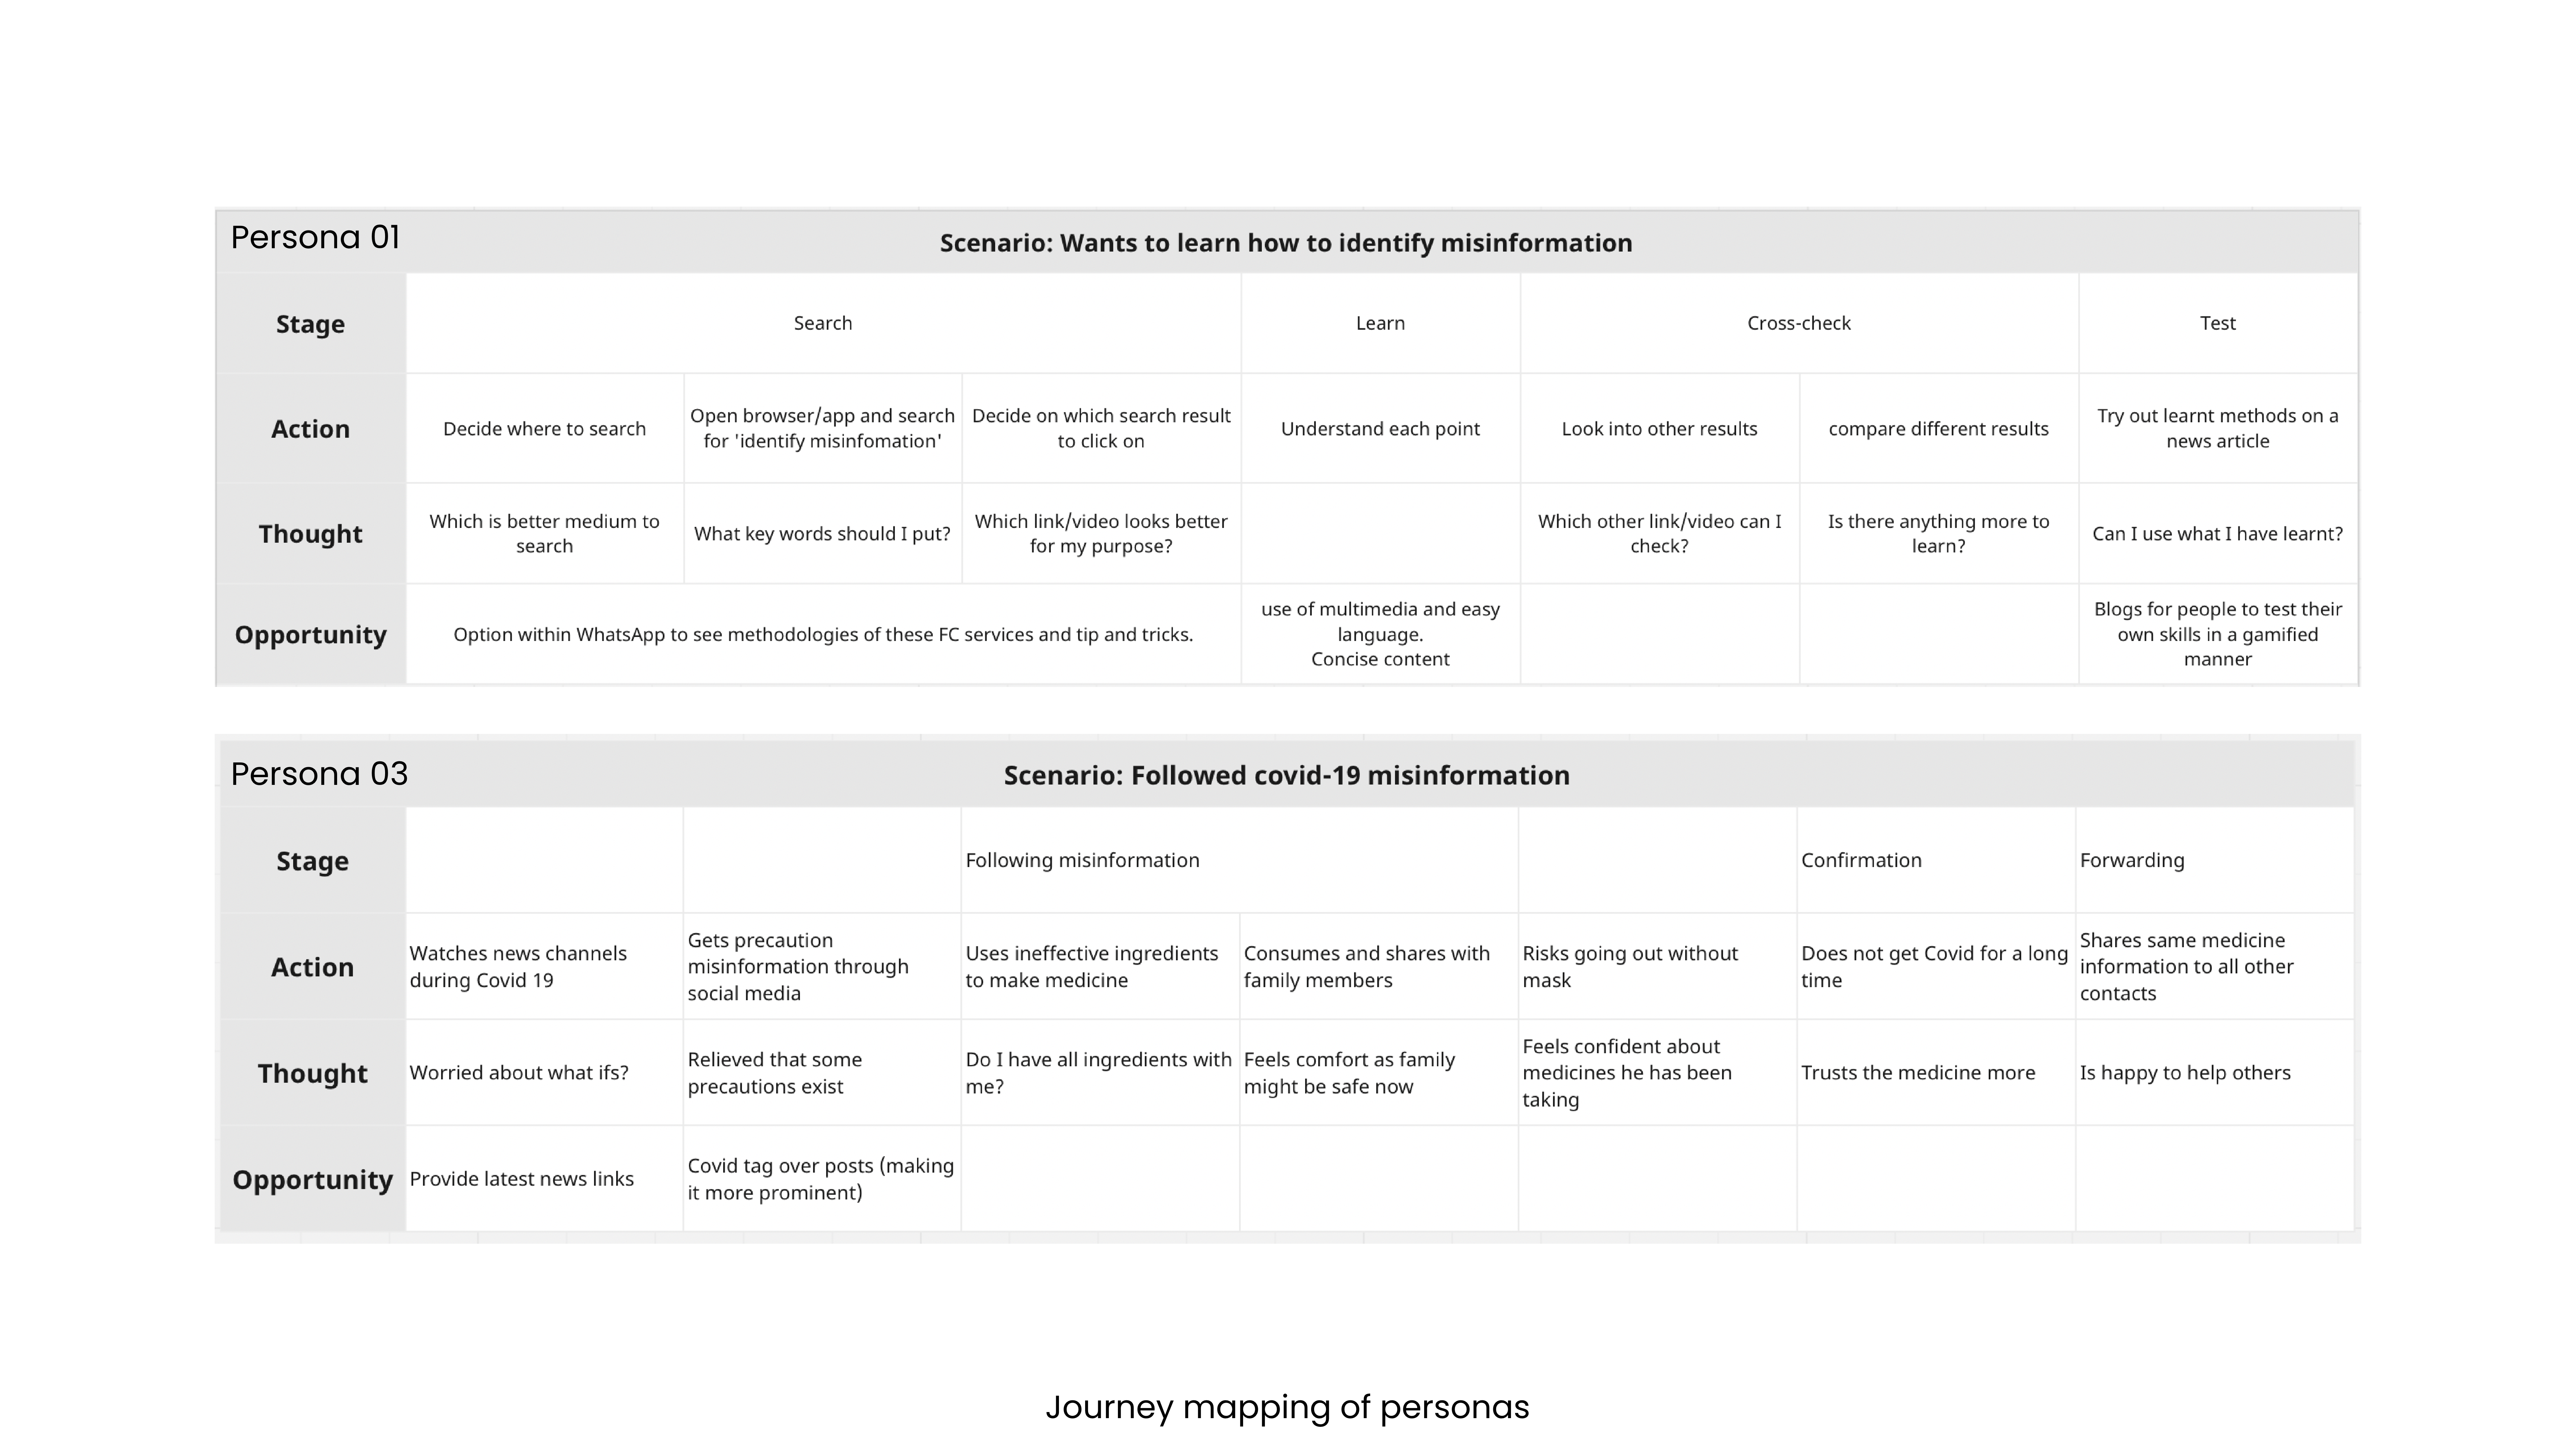 Persona 01
Scenario: Wants to learn how to identify misinformation
Stage
Search
Learn
Cross-check
Test
Action
Decide where to search
Open browser/app and search
for 'identify misinfomation'
Decide on which search result
to click on
Understand each point
Look into other results
compare different results
Try out learnt methods on a
news article
Thought
Which is better medium to
search
What key words should I put?
Which link/video looks better
for my purpose?
Which other link/video can I
check?
Is there anything more to
learn?
Can I use what I have learnt?
Opportunity
Option within WhatsApp to see methodologies of these FC services and tip and tricks.
use of multimedia and easy
language.
Concise content
Blogs for people to test their
own skills in a gamified
manner
Persona 03
Scenario: Followed covid-19 misinformation
Stage
Following misinformation
Confirmation
Forwarding
Action
Watches news channels
during Covid 19
Gets precaution
misinformation through
social media
Uses ineffective ingredients
to make medicine
Consumes and shares with
family members
Risks going out without
mask
Does not get Covid for a long
time
Shares same medicine
information to all other
contacts
Thought
Worried about what ifs?
Relieved that some
precautions exist
Do I have all ingredients with
me?
Feels comfort as family
might be safe now
Feels confident about
medicines he has been
taking
Trusts the medicine more
Is happy to help others
Opportunity
Provide latest news links
Covid tag over posts (making
it more prominent)
Journey mapping of personas